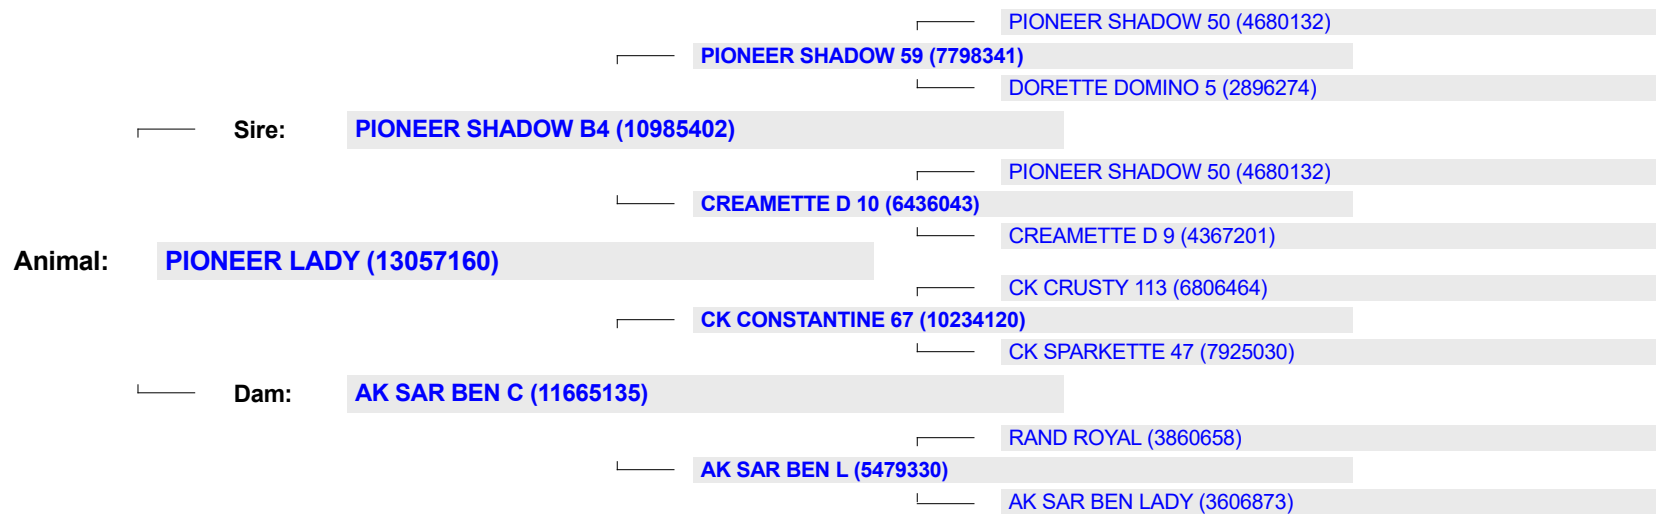 PIONEER SHADOW 50 (4680132)
PIONEER SHADOW 59 (7798341)
DORETTE DOMINO 5 (2896274)
Sire: PIONEER SHADOW B4 (10985402)
PIONEER SHADOW 50 (4680132)
CREAMETTE D 10 (6436043)
CREAMETTE D 9 (4367201)
Animal: PIONEER LADY (13057160)
CK CRUSTY 113 (6806464)
CK CONSTANTINE 67 (10234120)
CK SPARKETTE 47 (7925030)
Dam: AK SAR BEN C (11665135)
RAND ROYAL (3860658)
AK SAR BEN L (5479330)
AK SAR BEN LADY (3606873)